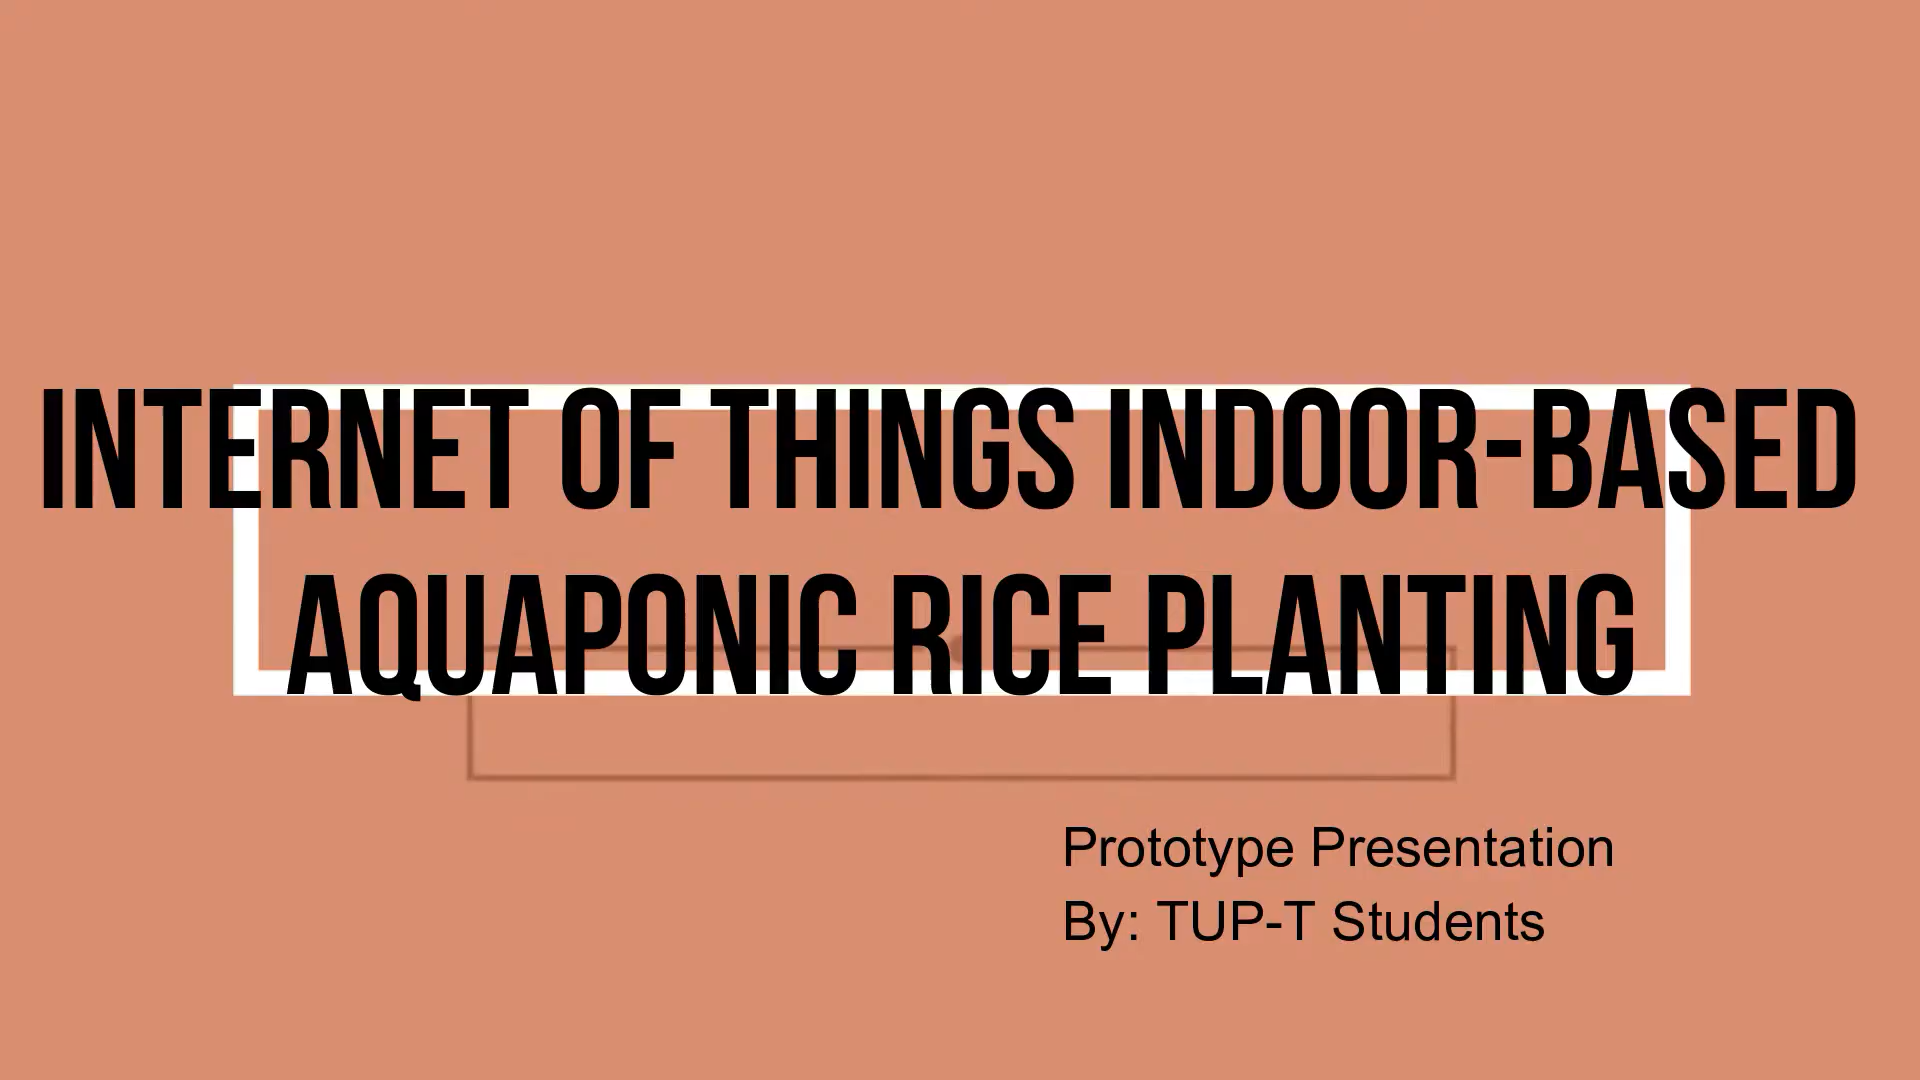 INTERNET OF THINGS INDOOR-BASED
AQUAPONIC RICE PLANTING
Prototype Presentation
By: TUP-T Students